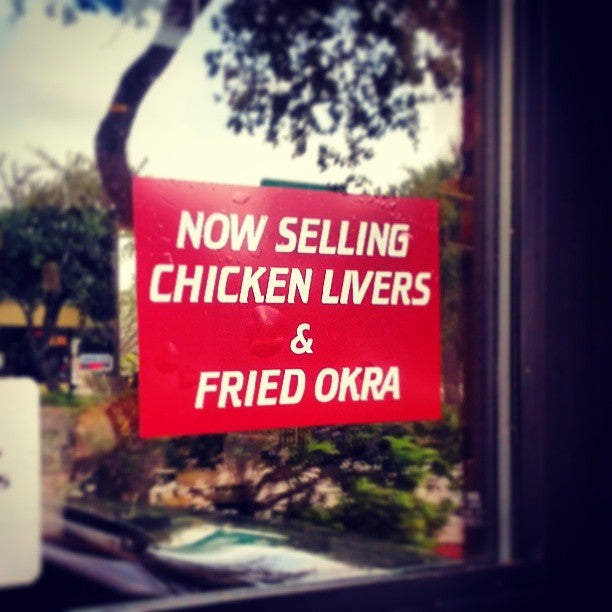 NOW SELLING
CHICKEN LIVERS
&
FRIED OKRA